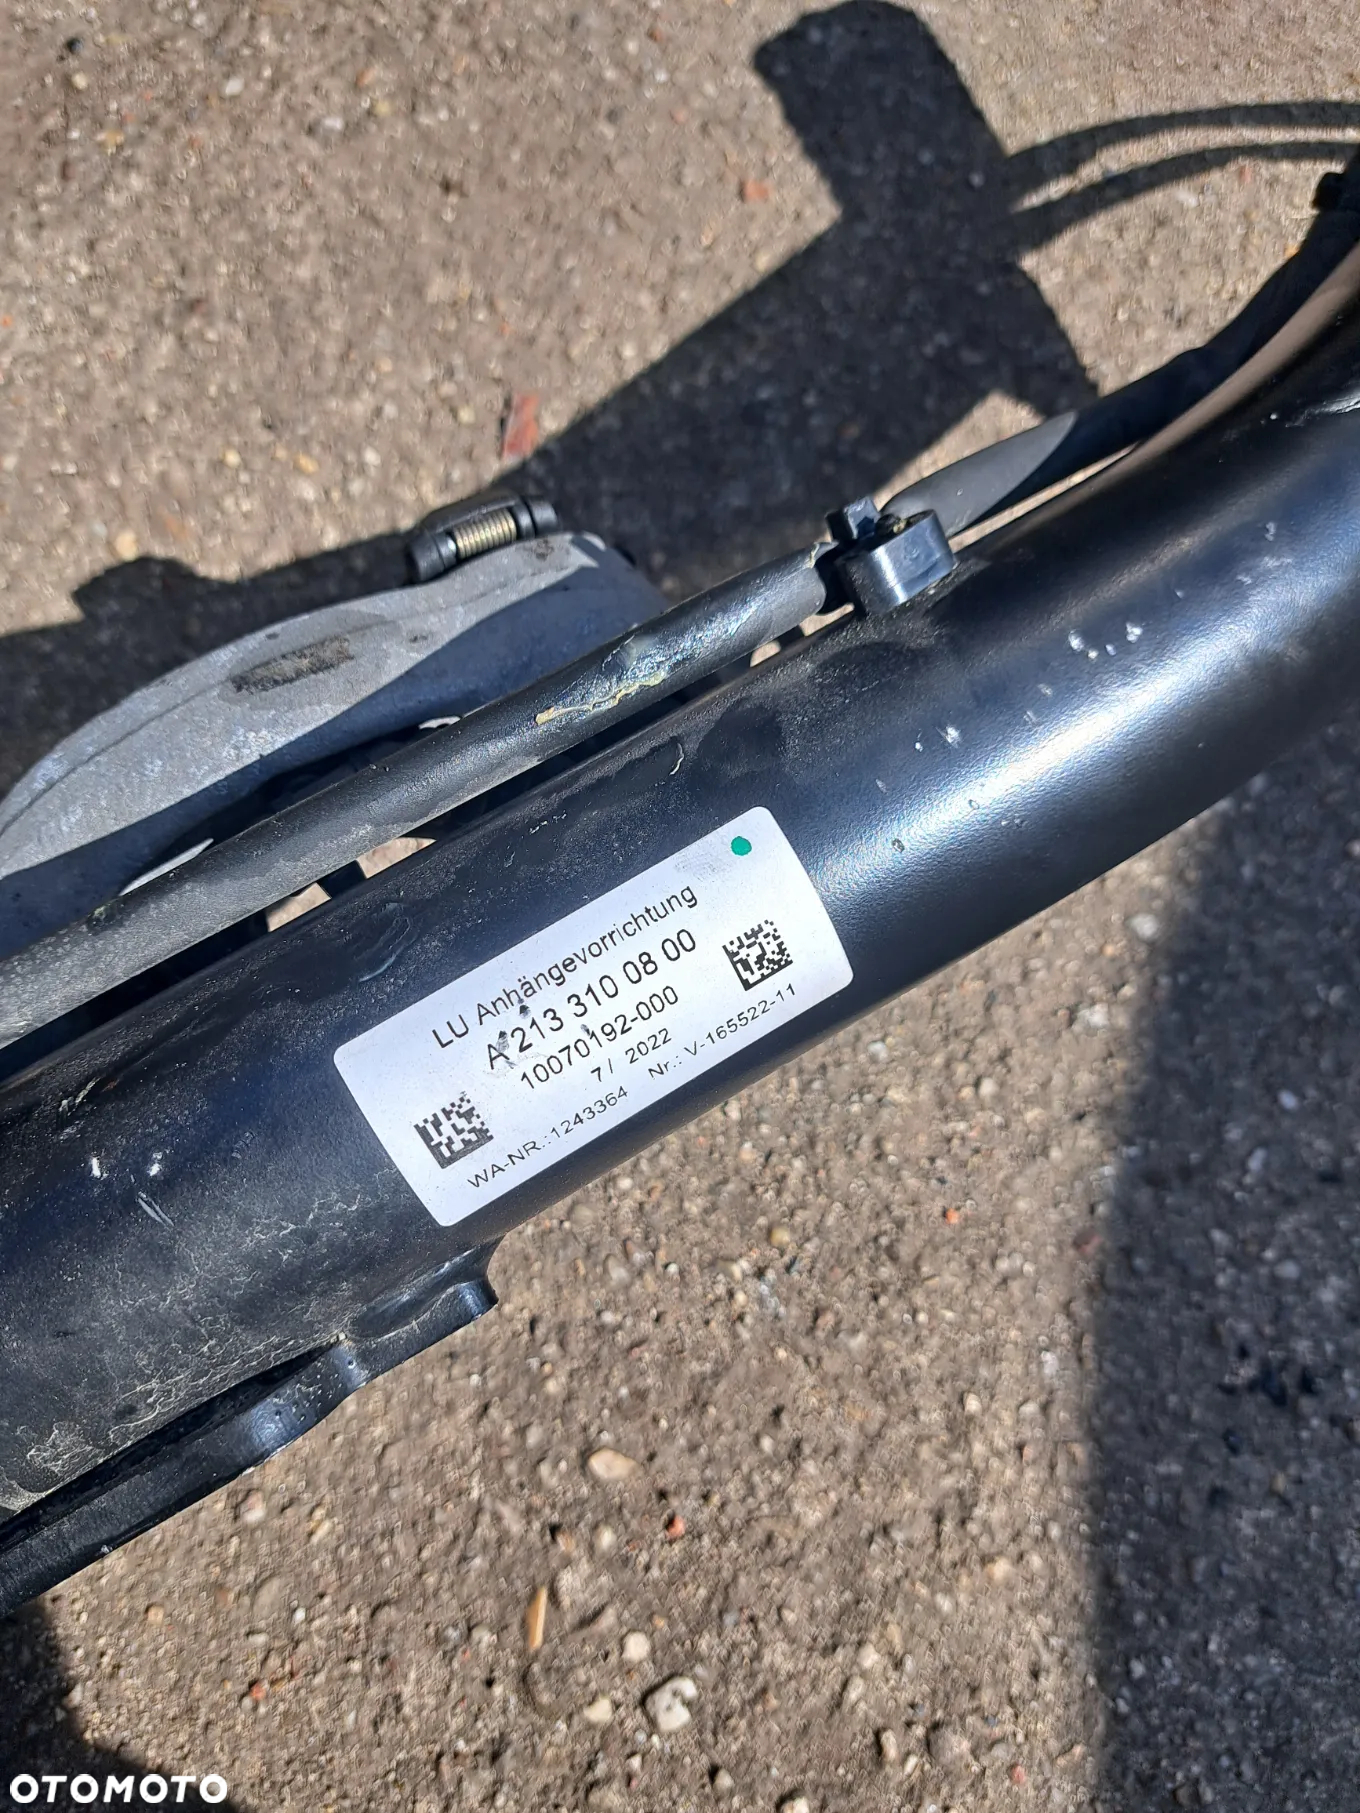 LU Anhängevorrichtung
A 213 310 08 00
10070192-000
7 / 2022
WA-NR.:1243364 Nr.: V-165522-11
OTOMOTO